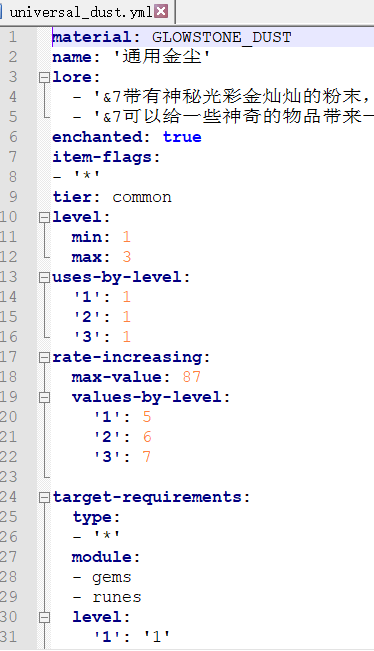 universal_dust.yml
1 material: GLOWSTONE_DUST
2 name: '通用金尘'
3 lore:
4 - '&7带有神秘光彩金灿灿的粉末，
5 - '&7可以给一些神奇的物品带来一
6 enchanted: true
7 item-flags:
8 - '*'
9 tier: common
10 level:
11 min: 1
12 max: 3
13 uses-by-level:
14 '1': 1
15 '2': 1
16 '3': 1
17 rate-increasing:
18 max-value: 87
19 values-by-level:
20 '1': 5
21 '2': 6
22 '3': 7
23
24 target-requirements:
25 type:
26 - '*'
27 module:
28 - gems
29 - runes
30 level:
31 '1': '1'